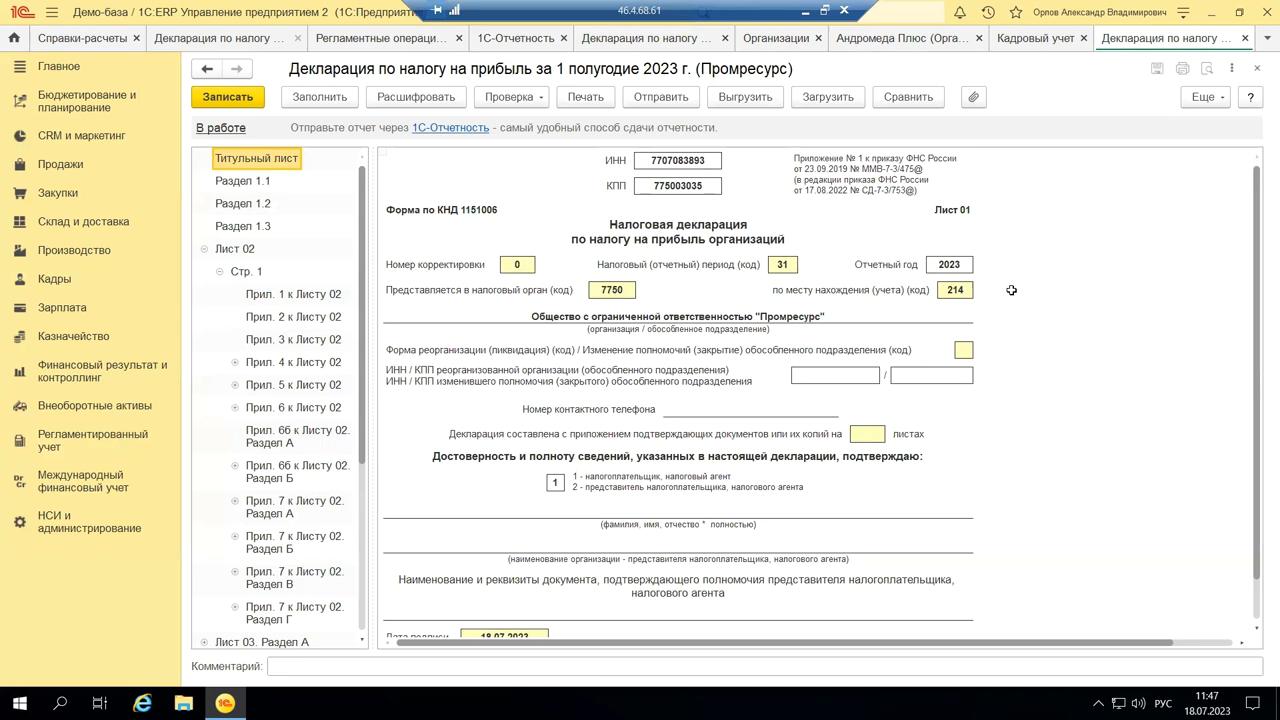 Демо-база / 1С:ERP Управление предприятием 2 (1С:Предприятие
46.4.68.61
Орлов Александр Владимирович
Справки-расчеты
Декларация по налогу ...
Регламентные операци...
1С-Отчетность
Декларация по налогу ...
Организации
Андромеда Плюс (Орга...
Кадровый учет
Декларация по налогу ...
Декларация по налогу на прибыль за 1 полугодие 2023 г. (Промресурс)
Записать
Заполнить
Расшифровать
Проверка
Печать
Отправить
Выгрузить
Загрузить
Сравнить
Еще
?
В работе
Отправьте отчет через 1С-Отчетность - самый удобный способ сдачи отчетности.
Главное
Бюджетирование и
планирование
CRM и маркетинг
Продажи
Закупки
Склад и доставка
Производство
Кадры
Зарплата
Казначейство
Финансовый результат и
контроллинг
Внеоборотные активы
Регламентированный
учет
Международный
финансовый учет
НСИ и
администрирование
Титульный лист
Раздел 1.1
Раздел 1.2
Раздел 1.3
Лист 02
Стр. 1
Прил. 1 к Листу 02
Прил. 2 к Листу 02
Прил. 3 к Листу 02
Прил. 4 к Листу 02
Прил. 5 к Листу 02
Прил. 6 к Листу 02
Прил. 6б к Листу 02.
Раздел А
Прил. 6б к Листу 02.
Раздел Б
Прил. 7 к Листу 02.
Раздел А
Прил. 7 к Листу 02.
Раздел Б
Прил. 7 к Листу 02.
Раздел В
Прил. 7 к Листу 02.
Раздел Г
Лист 03. Раздел А
ИНН 7707083893
КПП 775003035
Приложение № 1 к приказу ФНС России
от 23.09.2019 № ММВ-7-3/475@
(в редакции приказа ФНС России
от 17.08.2022 № СД-7-3/753@)
Форма по КНД 1151006
Лист 01
Налоговая декларация
по налогу на прибыль организаций
Номер корректировки 0 Налоговый (отчетный) период (код) 31 Отчетный год 2023
Представляется в налоговый орган (код) 7750 по месту нахождения (учета) (код) 214
Общество с ограниченной ответственностью "Промресурс"
(организация / обособленное подразделение)
Форма реорганизации (ликвидация) (код) / Изменение полномочий (закрытие) обособленного подразделения (код)
ИНН / КПП реорганизованной организации (обособленного подразделения)
ИНН / КПП изменившего полномочия (закрытого) обособленного подразделения
/
Номер контактного телефона
Декларация составлена с приложением подтверждающих документов или их копий на листах
Достоверность и полноту сведений, указанных в настоящей декларации, подтверждаю:
1
1 - налогоплательщик, налоговый агент
2 - представитель налогоплательщика, налогового агента
(фамилия, имя, отчество * полностью)
(наименование организации - представителя налогоплательщика, налогового агента)
Наименование и реквизиты документа, подтверждающего полномочия представителя налогоплательщика,
налогового агента
Дата подписи 18.07.2023
Комментарий:
РУС
11:47
18.07.2023